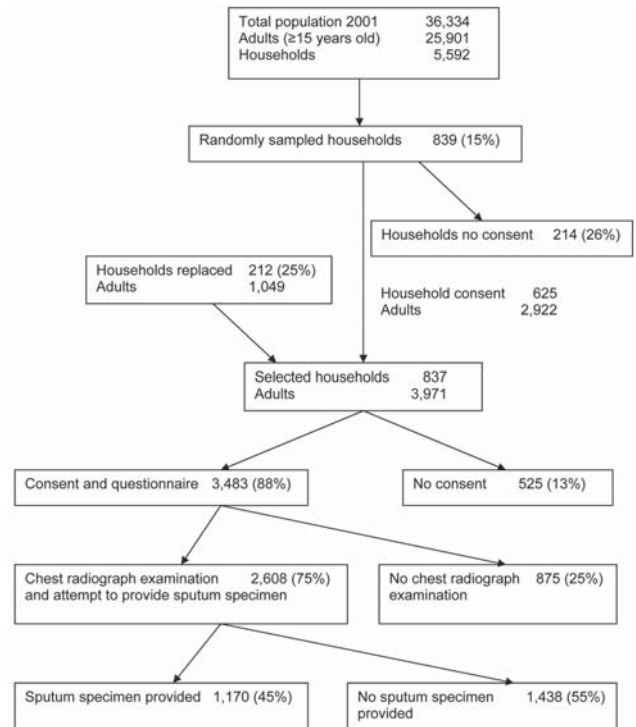 Total population 2001 36,334
Adults (≥15 years old) 25,901
Households 5,592
Randomly sampled households 839 (15%)
Households no consent 214 (26%)
Households replaced 212 (25%)
Adults 1,049
Household consent 625
Adults 2,922
Selected households 837
Adults 3,971
Consent and questionnaire 3,483 (88%)
No consent 525 (13%)
Chest radiograph examination 2,608 (75%)
and attempt to provide sputum specimen
No chest radiograph 875 (25%)
examination
Sputum specimen provided 1,170 (45%)
No sputum specimen 1,438 (55%)
provided